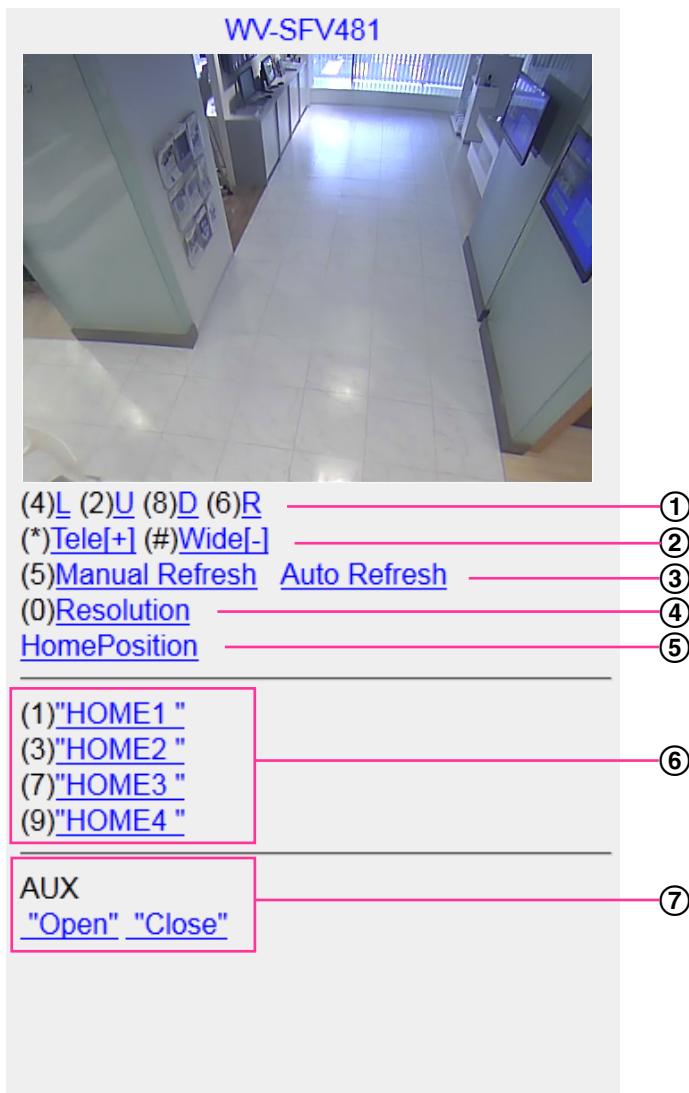 WV-SFV481
(4)L (2)U (8)D (6)R
①
(*)Tele[+] (#)Wide[-]
②
(5)Manual Refresh Auto Refresh
③
(0)Resolution
④
HomePosition
⑤
(1)"HOME1 "
(3)"HOME2 "
⑥
(7)"HOME3 "
(9)"HOME4 "
AUX
⑦
"Open" "Close"